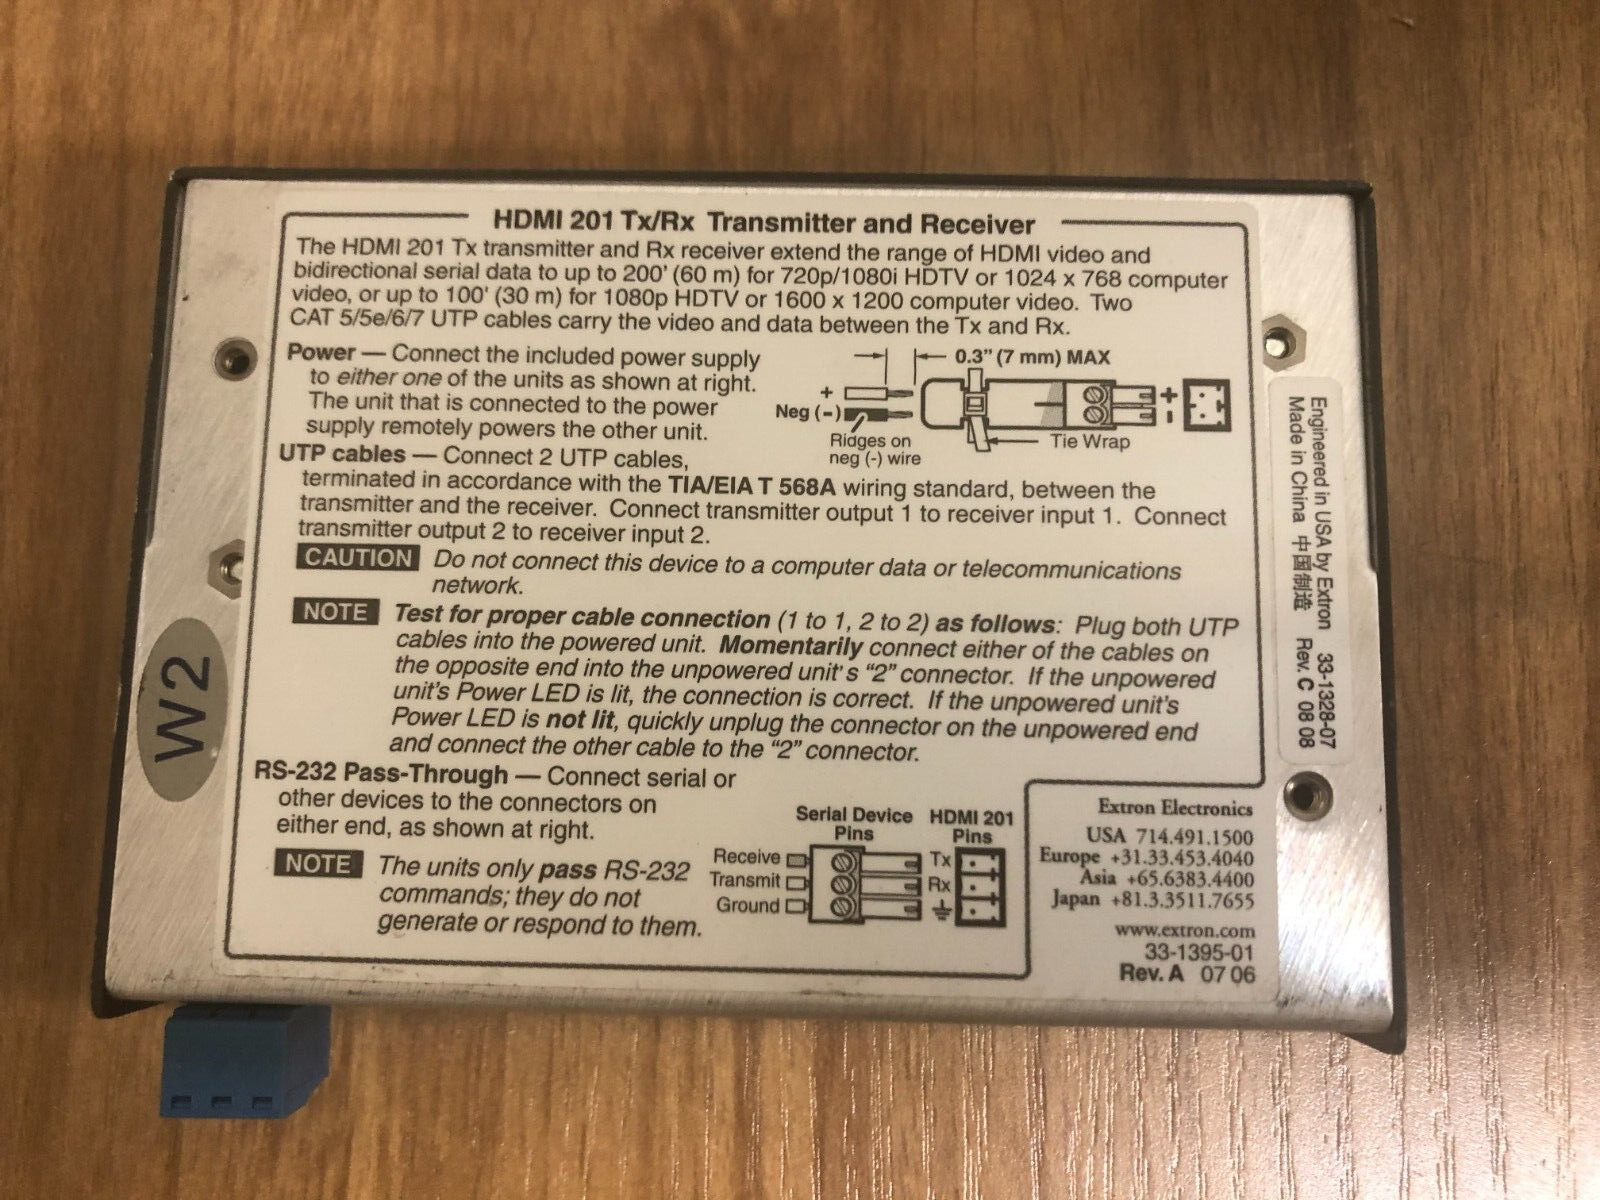 HDMI 201 Tx/Rx Transmitter and Receiver
The HDMI 201 Tx transmitter and Rx receiver extend the range of HDMI video and
bidirectional serial data to up to 200' (60 m) for 720p/1080i HDTV or 1024 x 768 computer
video, or up to 100' (30 m) for 1080p HDTV or 1600 x 1200 computer video. Two
CAT 5/5e/6/7 UTP cables carry the video and data between the Tx and Rx.
Power — Connect the included power supply
to either one of the units as shown at right.
The unit that is connected to the power
supply remotely powers the other unit.
0.3" (7 mm) MAX
+
Neg (-)
Ridges on
neg (-) wire
Tie Wrap
+
-
UTP cables — Connect 2 UTP cables,
terminated in accordance with the TIA/EIA T 568A wiring standard, between the
transmitter and the receiver. Connect transmitter output 1 to receiver input 1. Connect
transmitter output 2 to receiver input 2.
CAUTION Do not connect this device to a computer data or telecommunications
network.
NOTE Test for proper cable connection (1 to 1, 2 to 2) as follows: Plug both UTP
cables into the powered unit. Momentarily connect either of the cables on
the opposite end into the unpowered unit's “2” connector. If the unpowered
unit's Power LED is lit, the connection is correct. If the unpowered unit's
Power LED is not lit, quickly unplug the connector on the unpowered end
and connect the other cable to the “2” connector.
RS-232 Pass-Through — Connect serial or
other devices to the connectors on
either end, as shown at right.
NOTE The units only pass RS-232
commands; they do not
generate or respond to them.
Serial Device
Pins
HDMI 201
Pins
Receive
Transmit
Ground
Tx
Rx
Extron Electronics
USA 714.491.1500
Europe +31.33.453.4040
Asia +65.6383.4400
Japan +81.3.3511.7655
www.extron.com
33-1395-01
Rev. A 07 06
Engineered in USA by Extron 33-1328-07
Made in China 中国制造 Rev. C 08 08
W2